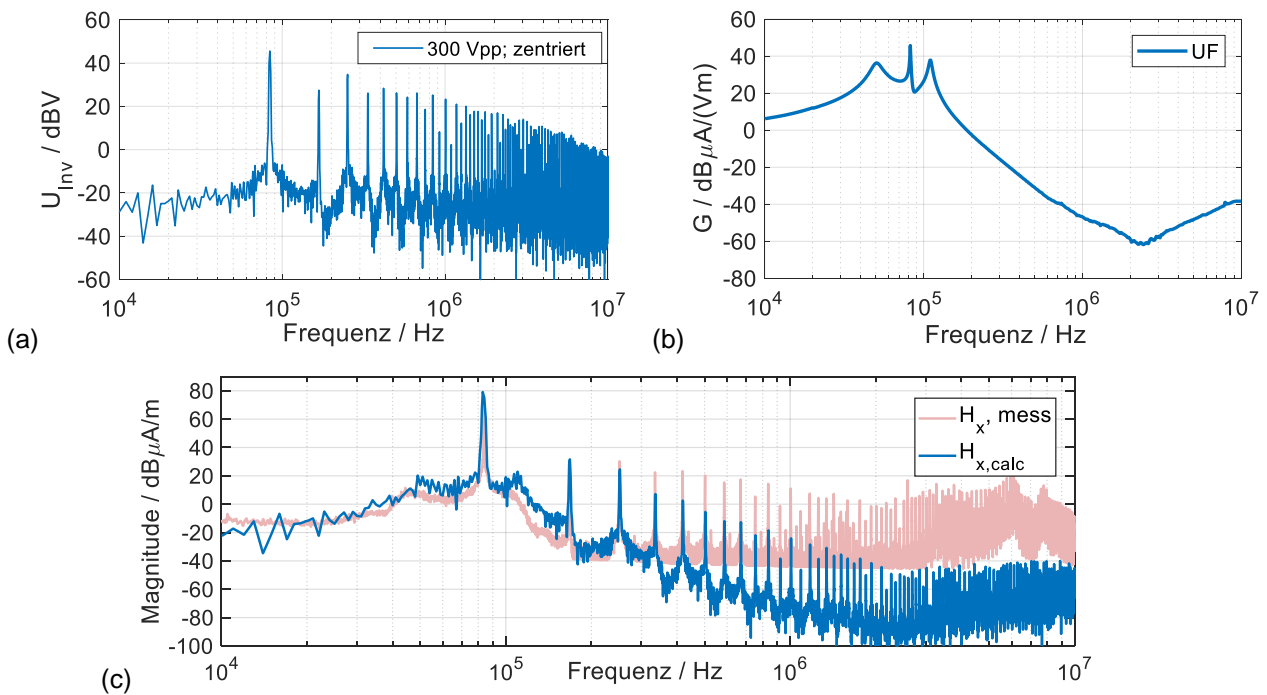 60
40
20
0
-20
-40
-60
U_Inv / dBV
300 Vpp; zentriert
10^4
10^5
10^6
10^7
Frequenz / Hz
(a)
60
40
20
0
-20
-40
-60
-80
G / dBµA/(Vm)
UF
10^4
10^5
10^6
10^7
Frequenz / Hz
(b)
80
60
40
20
0
-20
-40
-60
-80
-100
Magnitude / dBµA/m
H_x, mess
H_x,calc
10^4
10^5
10^6
10^7
Frequenz / Hz
(c)